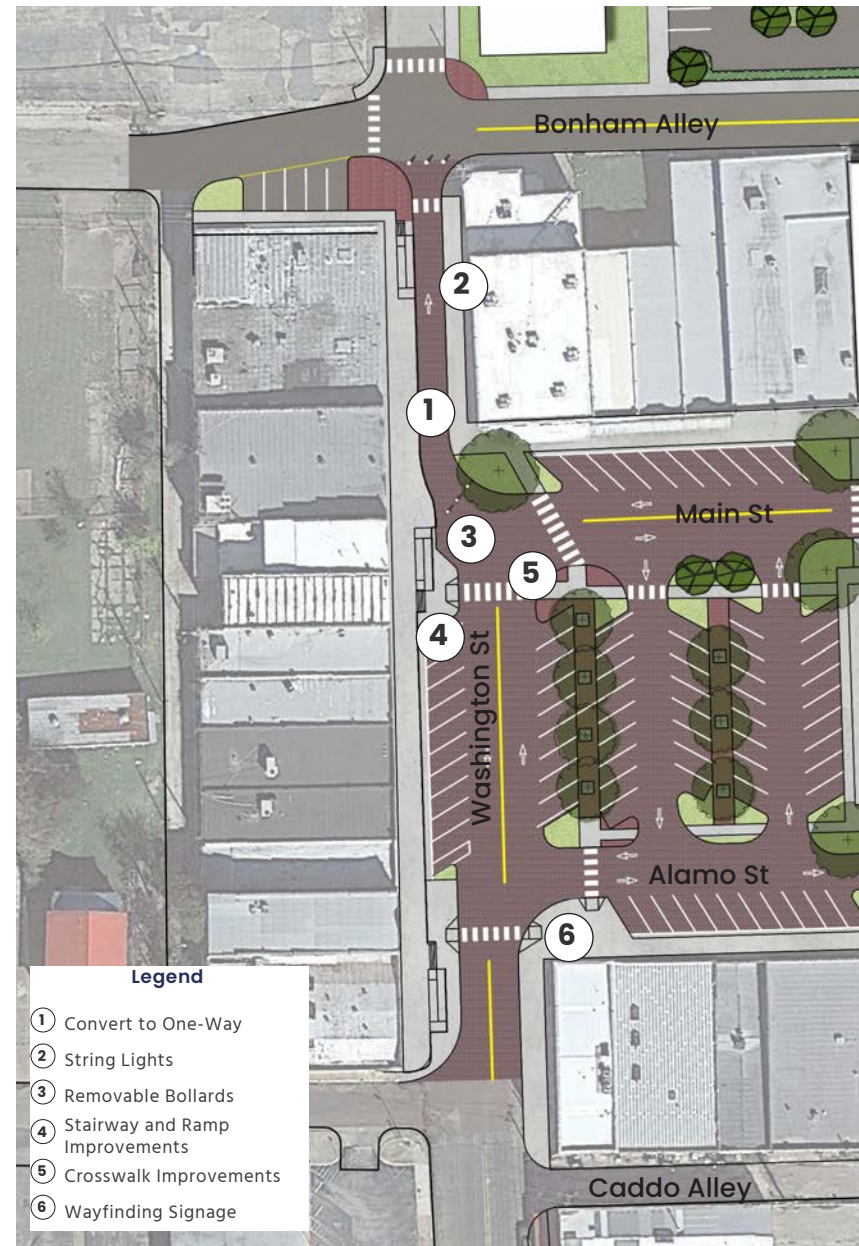 Bonham Alley
2
1
Main St
3
5
4
Washington St
Alamo St
6
Caddo Alley
Legend
1 Convert to One-Way
2 String Lights
3 Removable Bollards
4 Stairway and Ramp
Improvements
5 Crosswalk Improvements
6 Wayfinding Signage